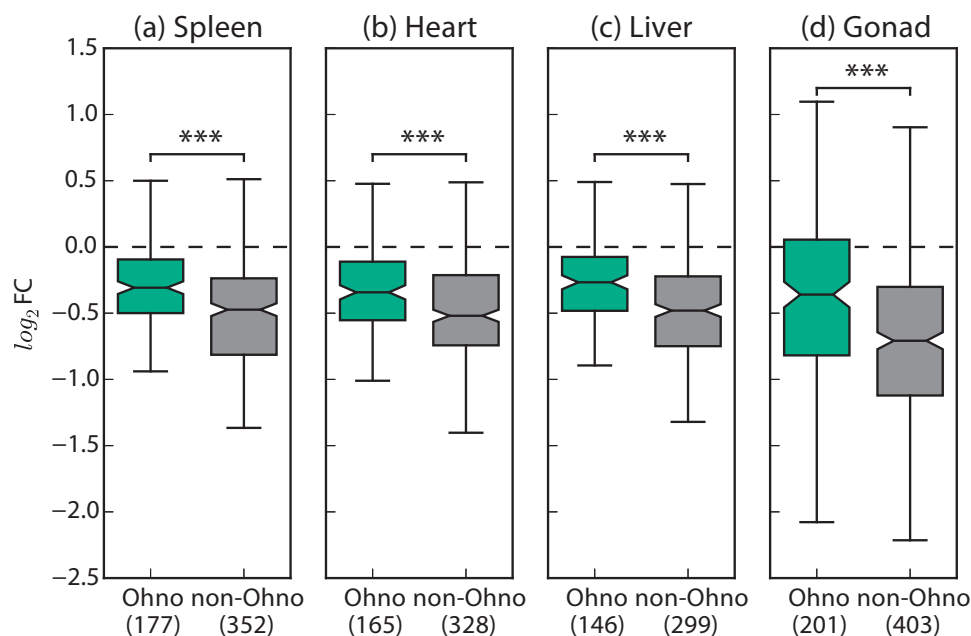 (a) Spleen (b) Heart (c) Liver (d) Gonad
1.5
1.0
0.5
0.0
−0.5
−1.0
−1.5
−2.0
−2.5
log₂FC
*** *** *** ***
Ohno non-Ohno Ohno non-Ohno Ohno non-Ohno Ohno non-Ohno
(177) (352) (165) (328) (146) (299) (201) (403)